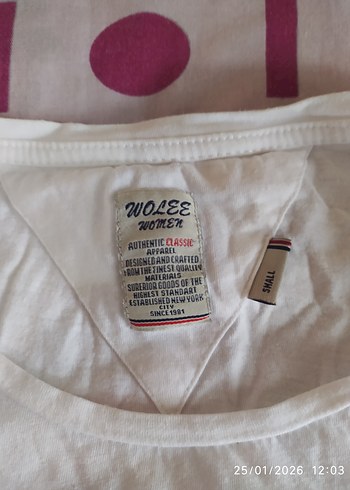 WOLEE
WOMEN
AUTHENTIC CLASSIC
APPAREL
DESIGNED AND CRAFTED
FROM THE FINEST QUALITY
MATERIALS
SUPERIOR GOODS OF THE
HIGHEST STANDART
ESTABLISHED NEW YORK
CITY
SINCE 1981
SMALL
25/01/2026 12:03